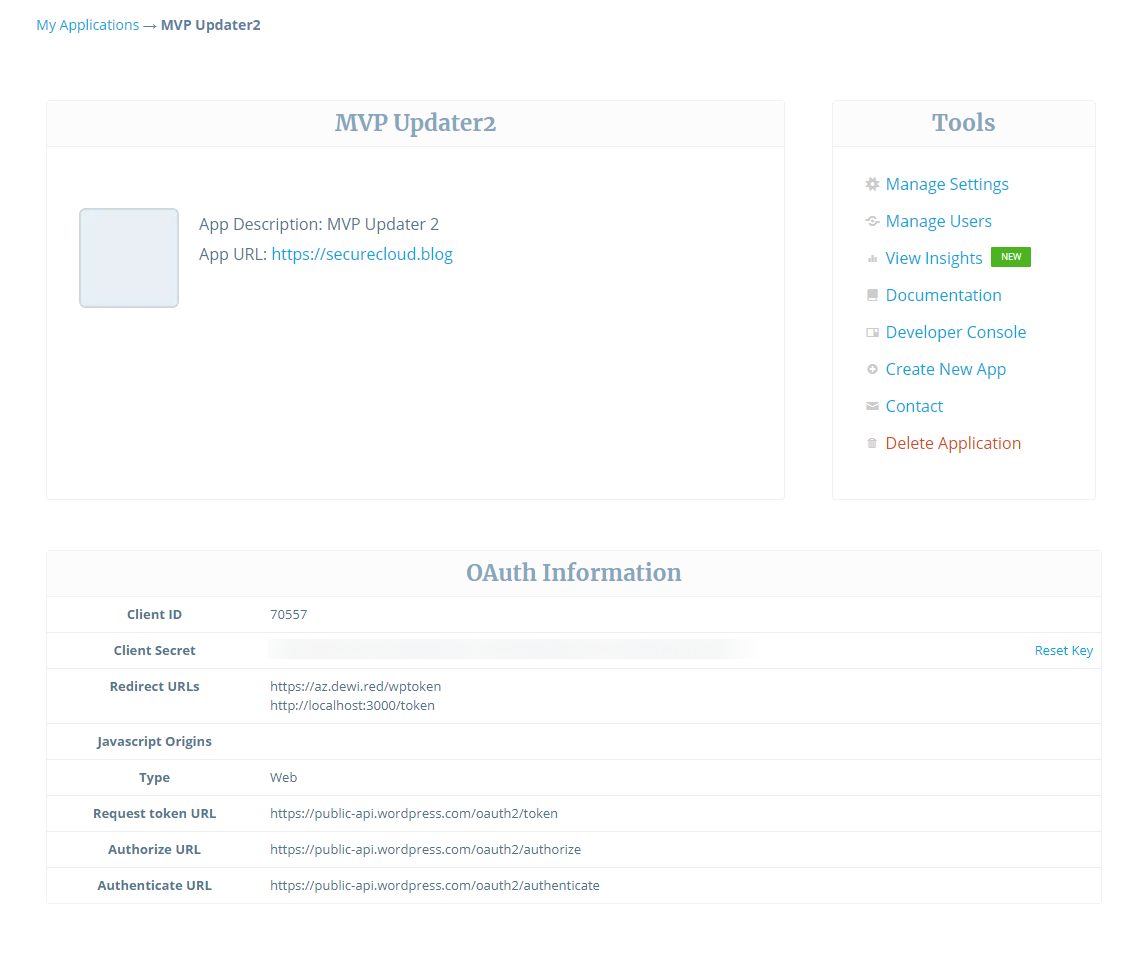 My Applications → MVP Updater2
MVP Updater2
App Description: MVP Updater 2
App URL: https://securecloud.blog
Tools
Manage Settings
Manage Users
View Insights NEW
Documentation
Developer Console
Create New App
Contact
Delete Application
OAuth Information
Client ID 70557
Client Secret Reset Key
Redirect URLs https://az.dewi.red/wptoken
http://localhost:3000/token
Javascript Origins
Type Web
Request token URL https://public-api.wordpress.com/oauth2/token
Authorize URL https://public-api.wordpress.com/oauth2/authorize
Authenticate URL https://public-api.wordpress.com/oauth2/authenticate